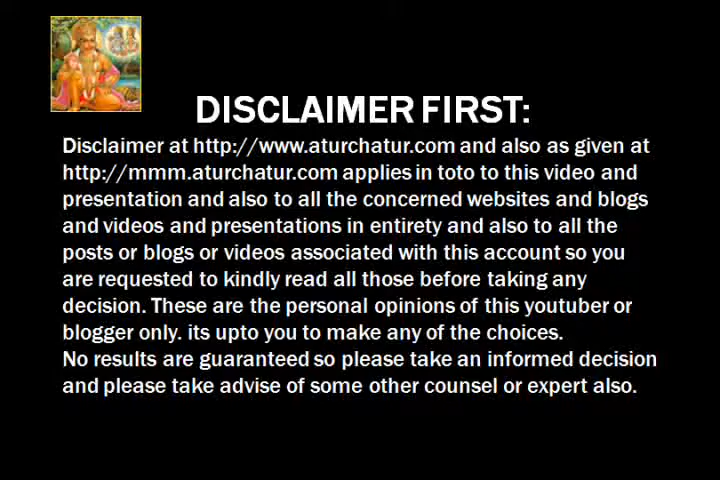 DISCLAIMER FIRST:
Disclaimer at http://www.aturchatur.com and also as given at
http://mmm.aturchatur.com applies in toto to this video and
presentation and also to all the concerned websites and blogs
and videos and presentations in entirety and also to all the
posts or blogs or videos associated with this account so you
are requested to kindly read all those before taking any
decision. These are the personal opinions of this youtuber or
blogger only. its upto you to make any of the choices.
No results are guaranteed so please take an informed decision
and please take advise of some other counsel or expert also.